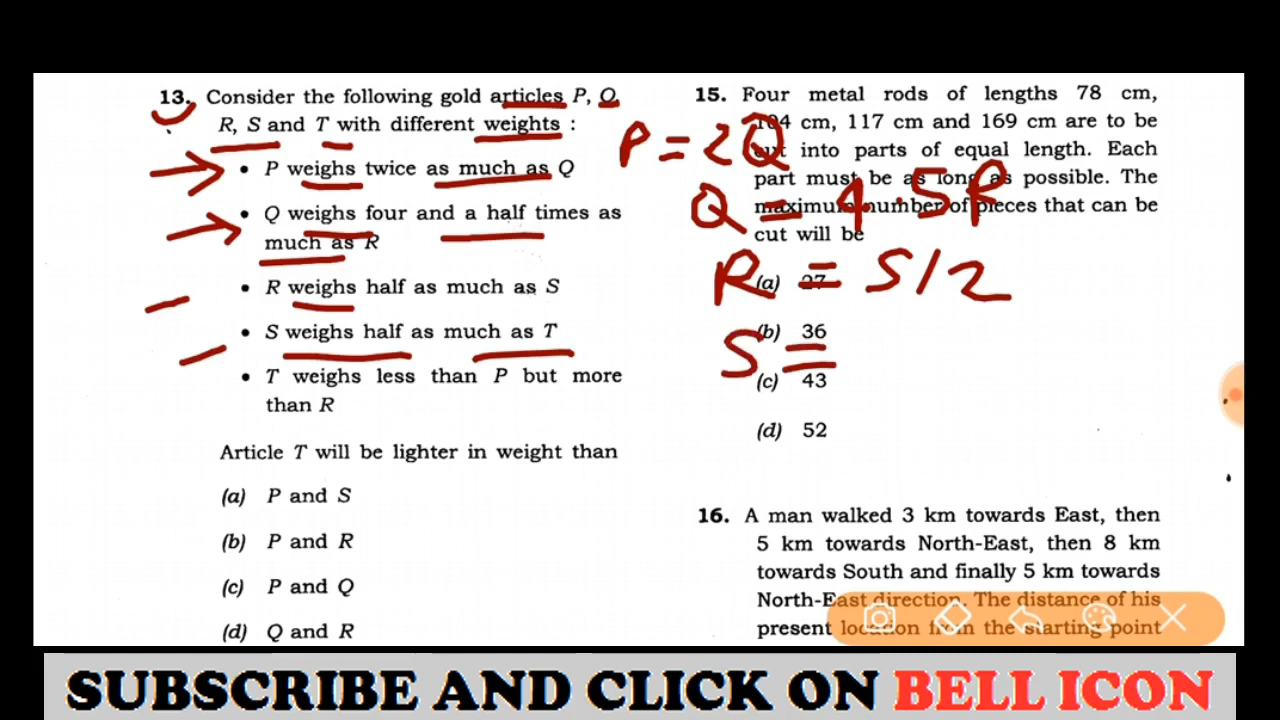 13. Consider the following gold articles P, Q
R, S and T with different weights :
• P weighs twice as much as Q
• Q weighs four and a half times as
much as R
• R weighs half as much as S
• S weighs half as much as T
• T weighs less than P but more
than R
Article T will be lighter in weight than
(a) P and S
(b) P and R
(c) P and Q
(d) Q and R
P = 2Q
Q = 4.5R
R = S/2
S =
15. Four metal rods of lengths 78 cm,
104 cm, 117 cm and 169 cm are to be
cut into parts of equal length. Each
part must be as long as possible. The
maximum number of pieces that can be
cut will be
(a) 27
(b) 36
(c) 43
(d) 52
16. A man walked 3 km towards East, then
5 km towards North-East, then 8 km
towards South and finally 5 km towards
North-East direction. The distance of his
present location from the starting point
SUBSCRIBE AND CLICK ON BELL ICON